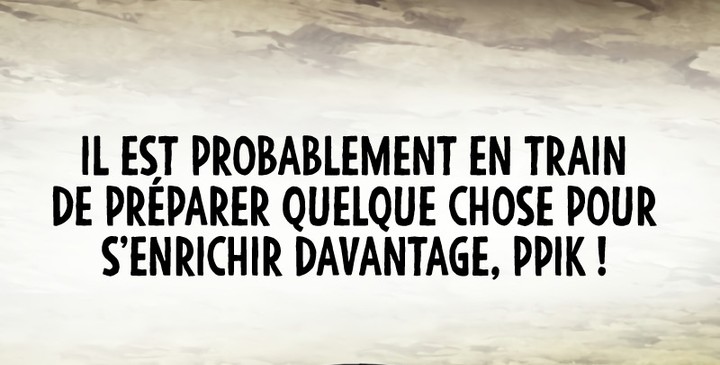 IL EST PROBABLEMENT EN TRAIN
DE PRÉPARER QUELQUE CHOSE POUR
S'ENRICHIR DAVANTAGE, PPIK !